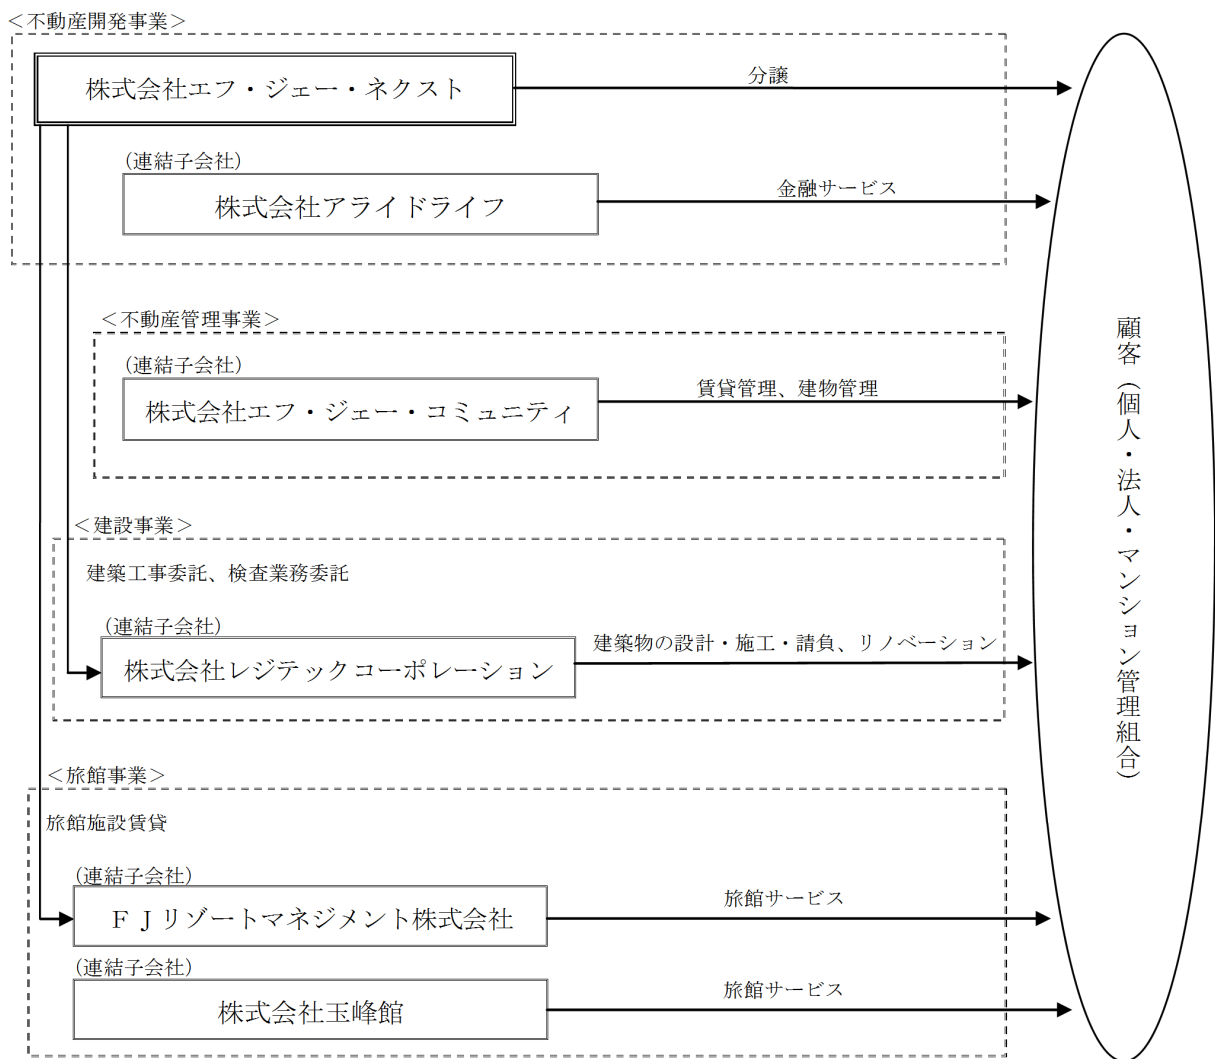 ＜不動産開発事業＞
株式会社エフ・ジェー・ネクスト
分譲
(連結子会社)
株式会社アライドライフ
金融サービス
＜不動産管理事業＞
(連結子会社)
株式会社エフ・ジェー・コミュニティ
賃貸管理、建物管理
＜建設事業＞
建築工事委託、検査業務委託
(連結子会社)
株式会社レジテックコーポレーション
建築物の設計・施工・請負、リノベーション
＜旅館事業＞
旅館施設賃貸
(連結子会社)
ＦＪリゾートマネジメント株式会社
旅館サービス
(連結子会社)
株式会社玉峰館
旅館サービス
顧客（個人・法人・マンション管理組合）